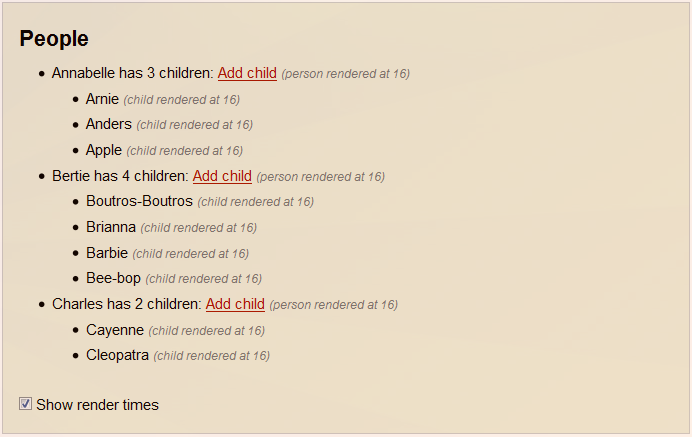 People
Annabelle has 3 children: Add child (person rendered at 16)
Arnie (child rendered at 16)
Anders (child rendered at 16)
Apple (child rendered at 16)
Bertie has 4 children: Add child (person rendered at 16)
Boutros-Boutros (child rendered at 16)
Brianna (child rendered at 16)
Barbie (child rendered at 16)
Bee-bop (child rendered at 16)
Charles has 2 children: Add child (person rendered at 16)
Cayenne (child rendered at 16)
Cleopatra (child rendered at 16)
Show render times